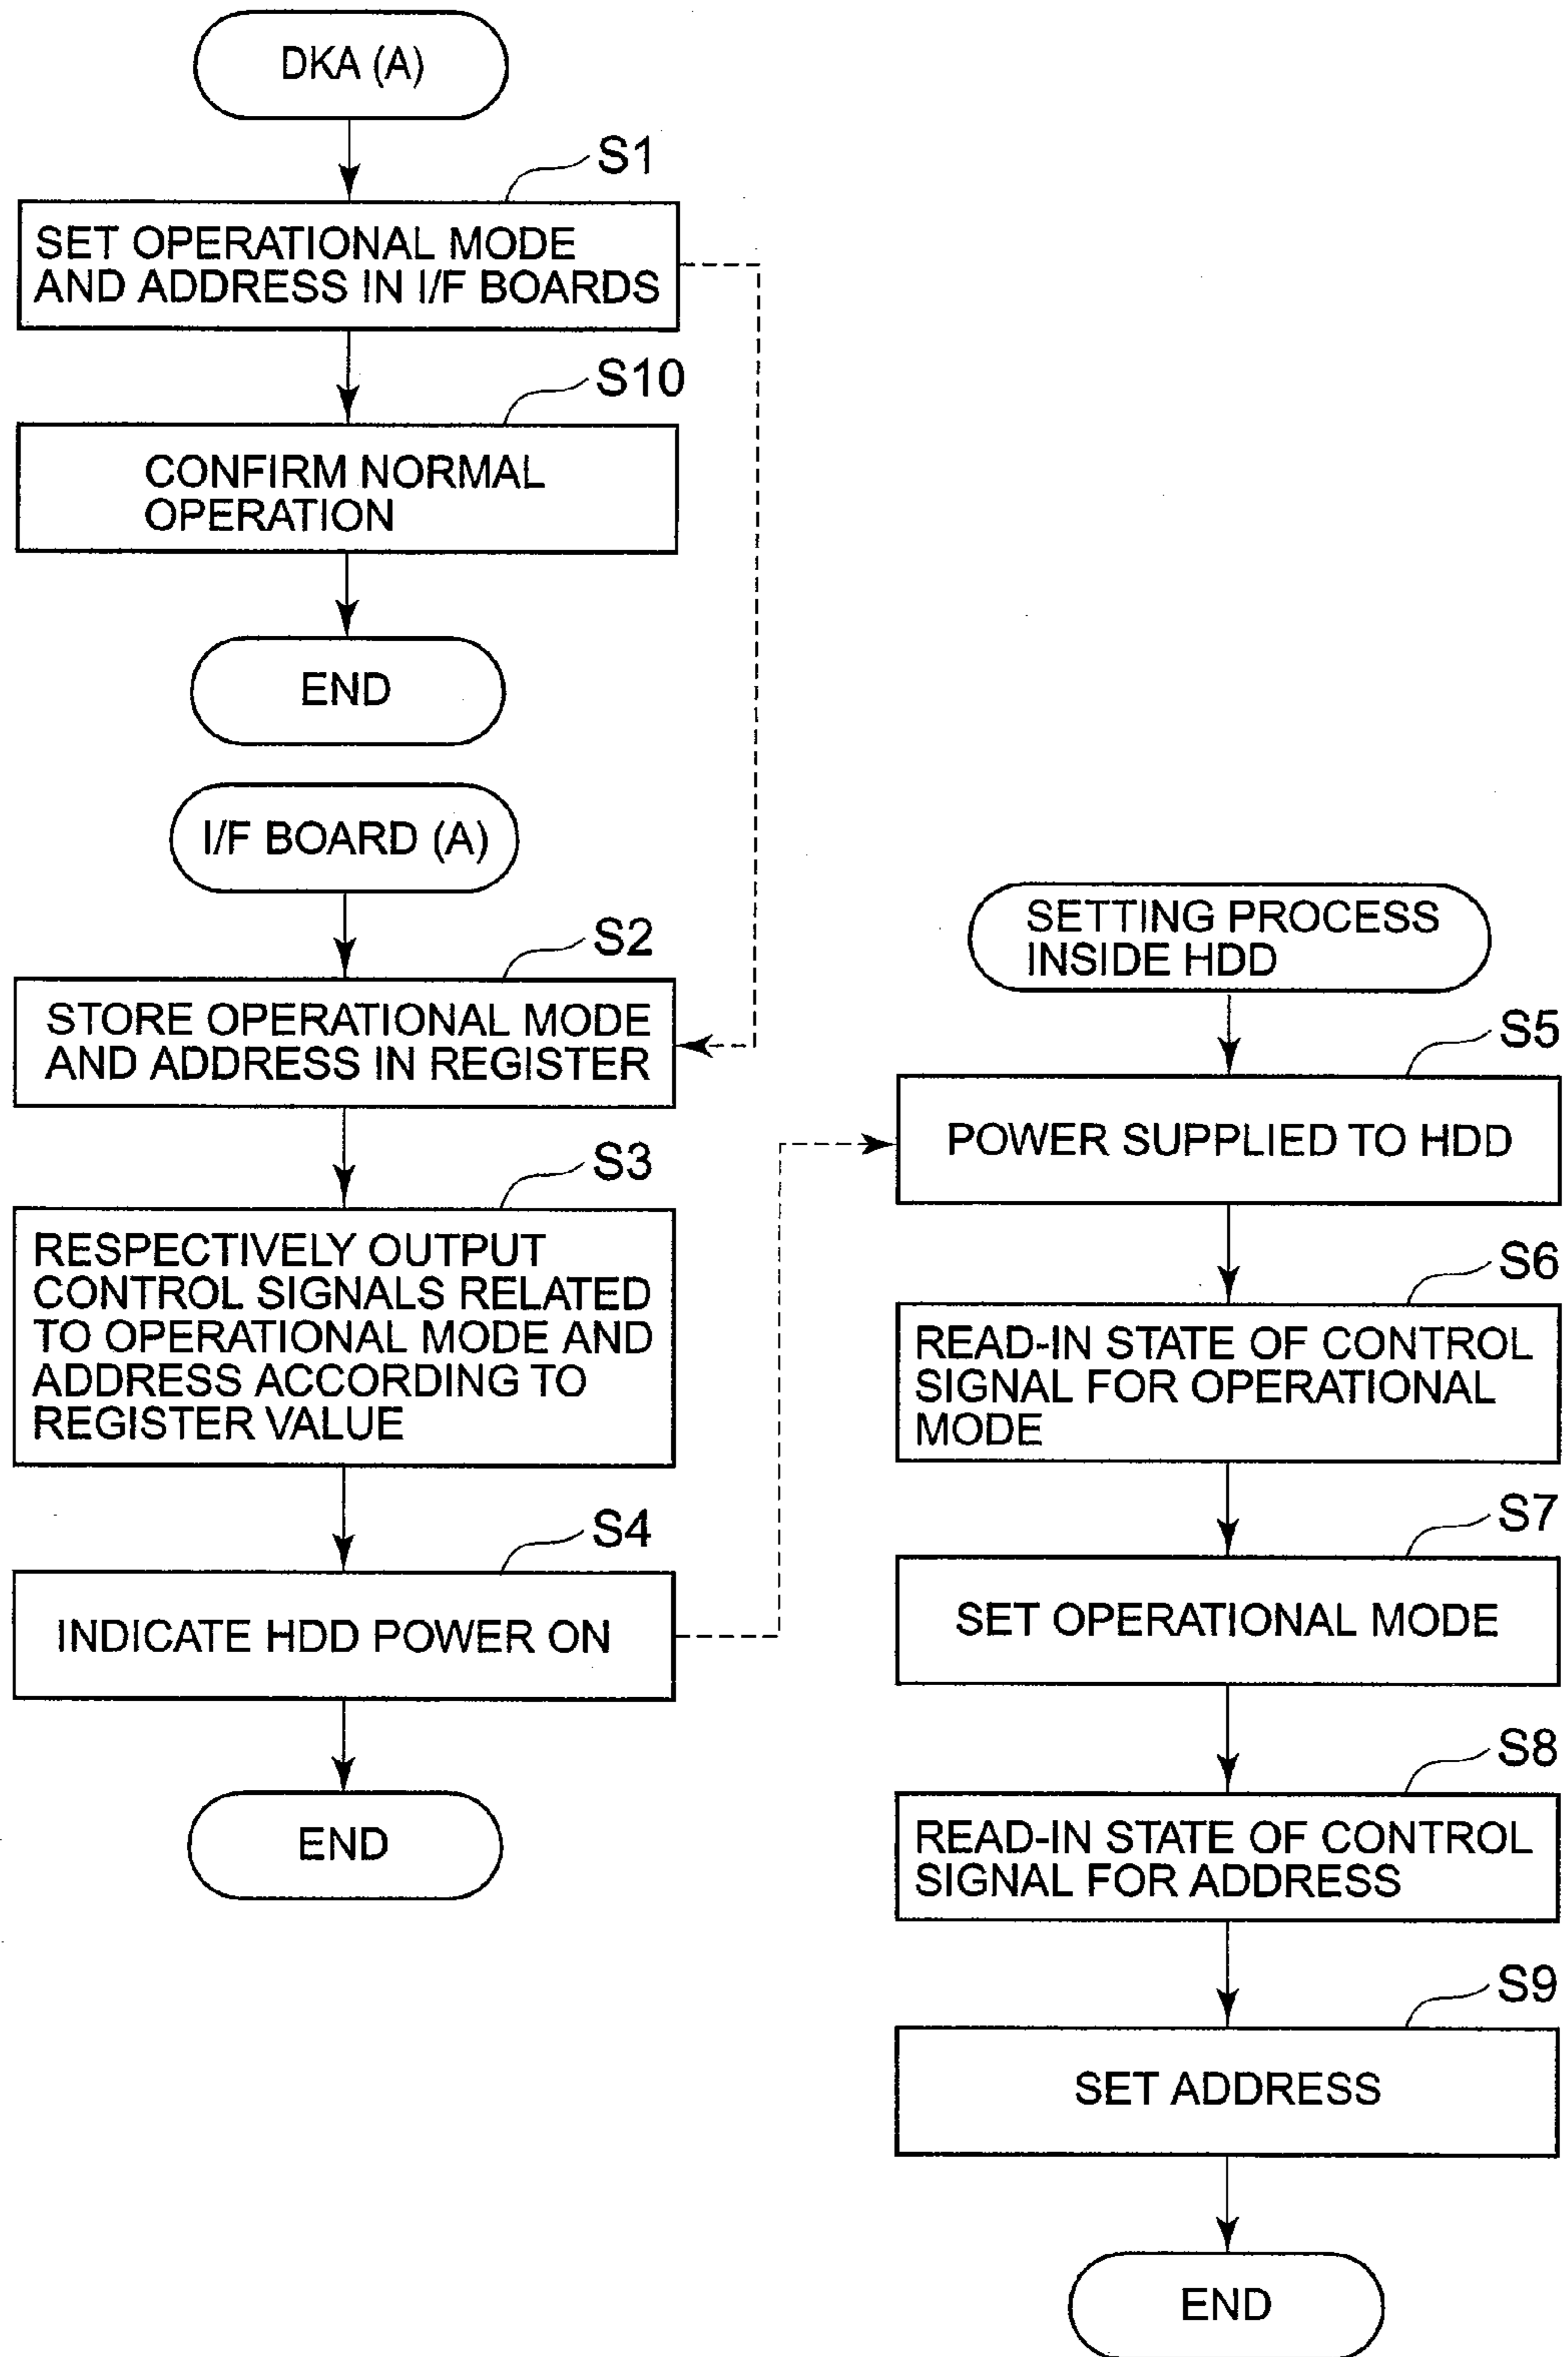 DKA (A)
S1
SET OPERATIONAL MODE
AND ADDRESS IN I/F BOARDS
S10
CONFIRM NORMAL
OPERATION
END
I/F BOARD (A)
S2
STORE OPERATIONAL MODE
AND ADDRESS IN REGISTER
S3
RESPECTIVELY OUTPUT
CONTROL SIGNALS RELATED
TO OPERATIONAL MODE AND
ADDRESS ACCORDING TO
REGISTER VALUE
S4
INDICATE HDD POWER ON
END
SETTING PROCESS
INSIDE HDD
S5
POWER SUPPLIED TO HDD
S6
READ-IN STATE OF CONTROL
SIGNAL FOR OPERATIONAL
MODE
S7
SET OPERATIONAL MODE
S8
READ-IN STATE OF CONTROL
SIGNAL FOR ADDRESS
S9
SET ADDRESS
END